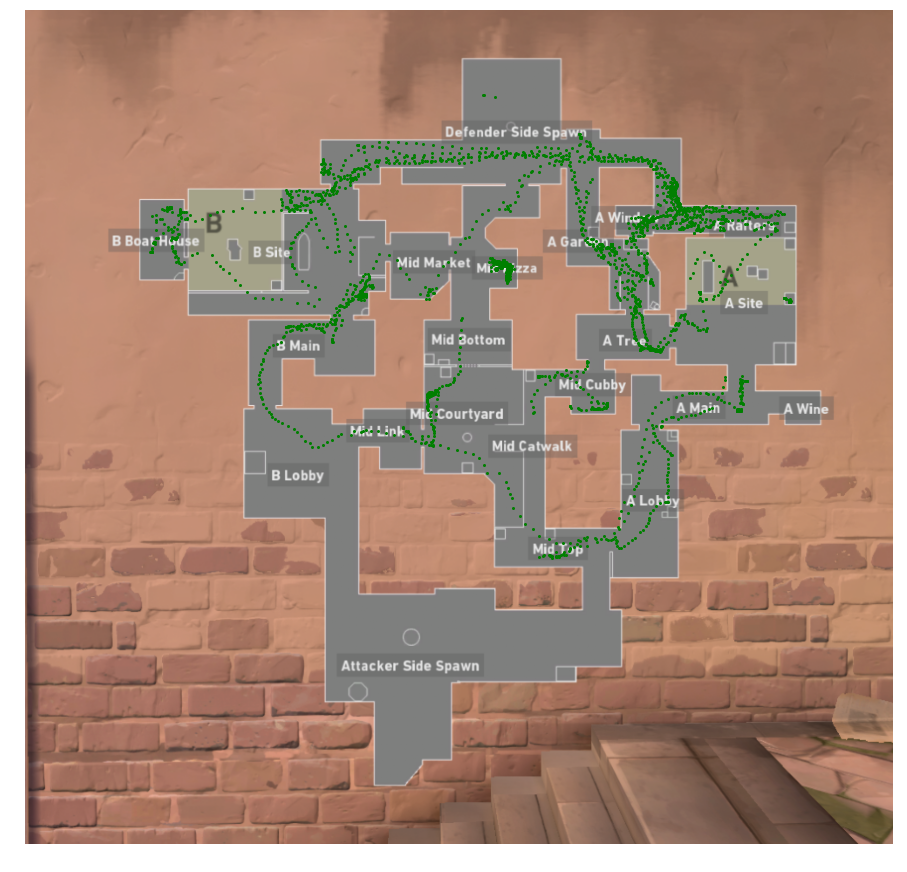 Defender Side Spawn
A Wind
A Rafters
B
B Boat House
B Site
A Garden
Mid Market
Mid Pizza
A
A Site
B Main
Mid Bottom
A Tree
Mid Cubby
Mid Courtyard
A Main
A Wine
Mid Link
Mid Catwalk
B Lobby
A Lobby
Mid Top
Attacker Side Spawn